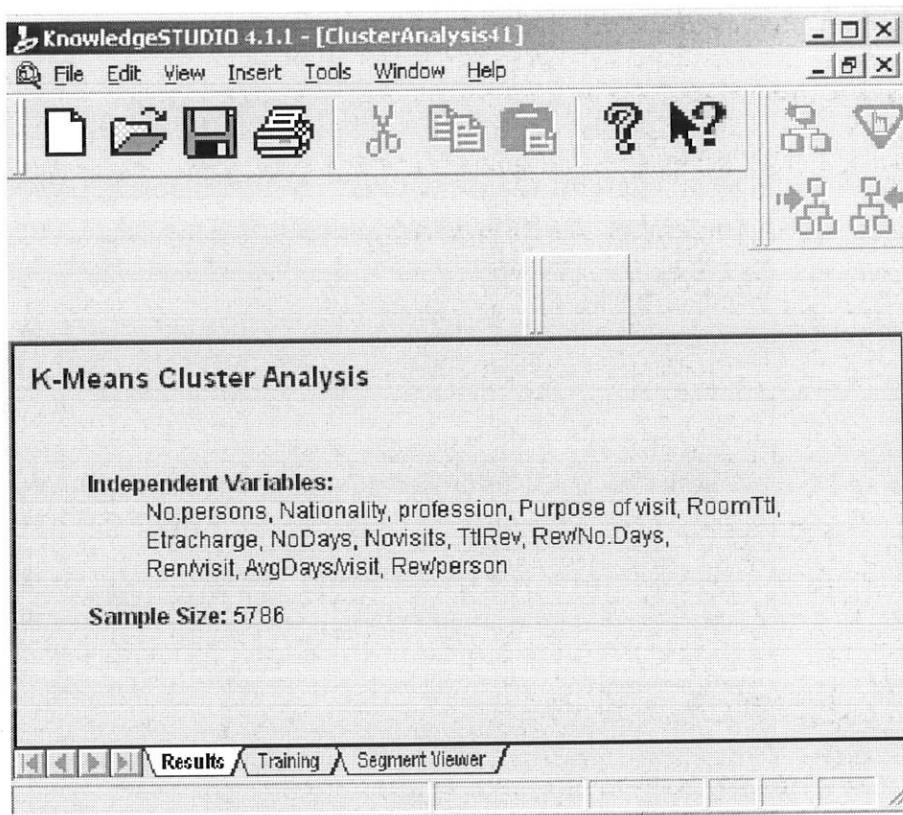 KnowledgeSTUDIO 4.1.1 - [ClusterAnalysis41]
File Edit View Insert Tools Window Help
K-Means Cluster Analysis
Independent Variables:
No.persons, Nationality, profession, Purpose of visit, RoomTtl,
Etracharge, NoDays, Novisits, TtlRev, Rev/No.Days,
Ren/visit, AvgDays/visit, Rev/person
Sample Size: 5786
Results Training Segment Viewer